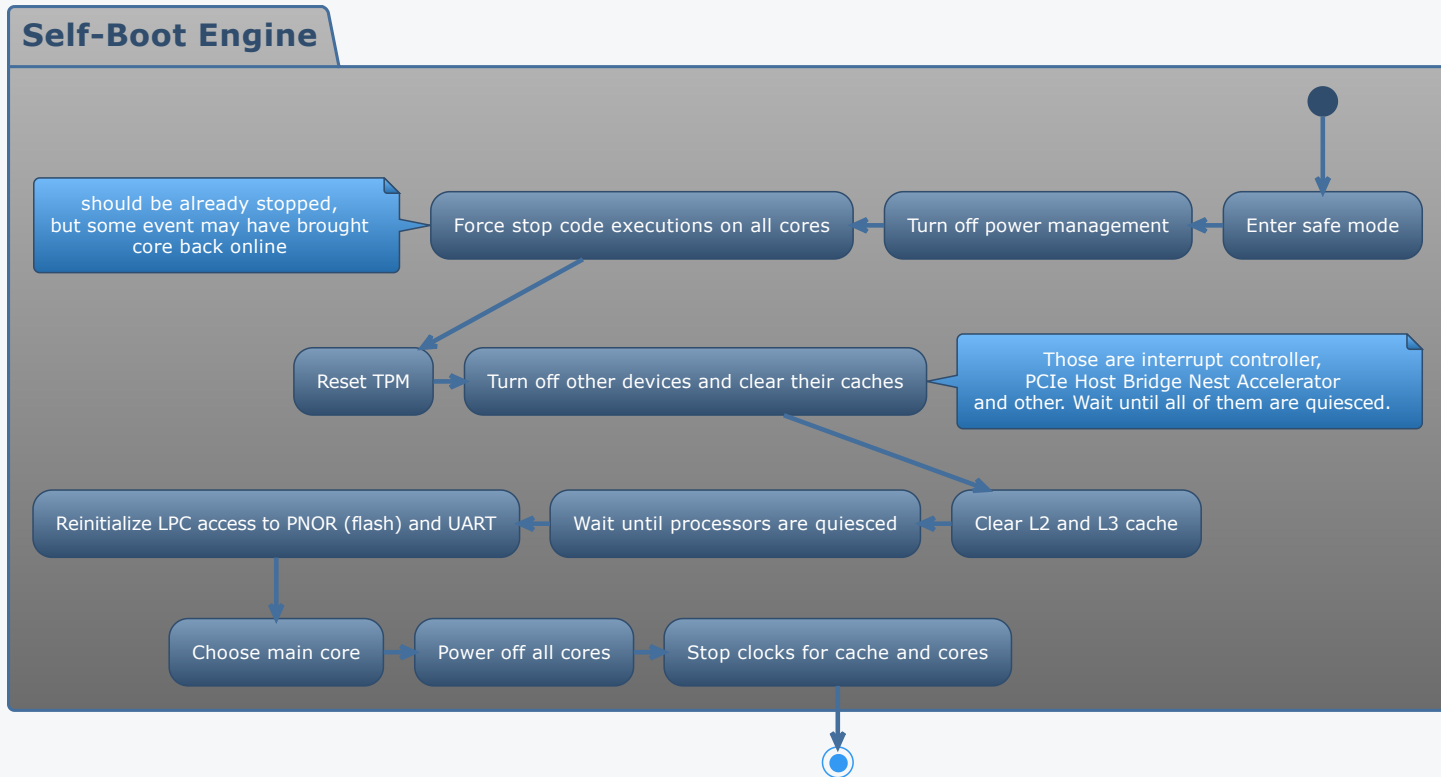 Self-Boot Engine
should be already stopped,
but some event may have brought
core back online
Force stop code executions on all cores
Turn off power management
Enter safe mode
Reset TPM
Turn off other devices and clear their caches
Those are interrupt controller,
PCIe Host Bridge Nest Accelerator
and other. Wait until all of them are quiesced.
Reinitialize LPC access to PNOR (flash) and UART
Wait until processors are quiesced
Clear L2 and L3 cache
Choose main core
Power off all cores
Stop clocks for cache and cores